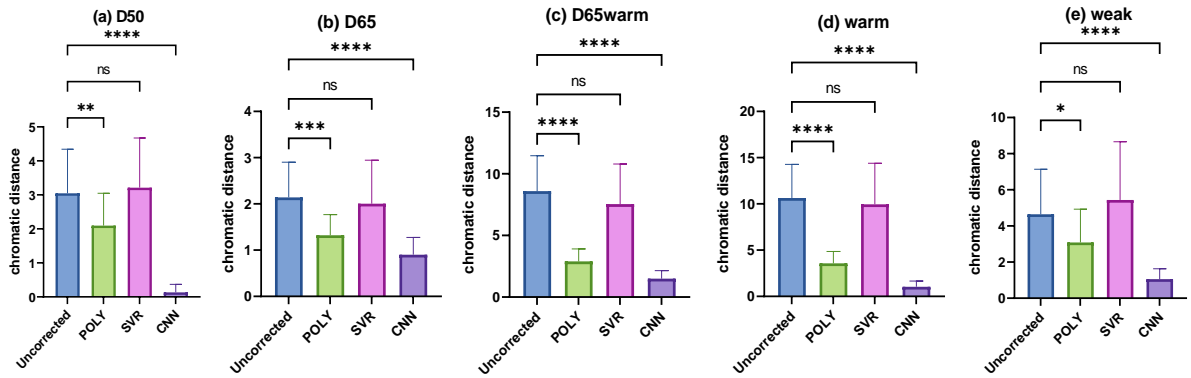 (a) D50
****
ns
**
chromatic distance
5
4
3
2
1
0
Uncorrected
POLY
SVR
CNN
(b) D65
****
ns
***
chromatic distance
4
3
2
1
0
Uncorrected
POLY
SVR
CNN
(c) D65warm
****
ns
****
chromatic distance
15
10
5
0
Uncorrected
POLY
SVR
CNN
(d) warm
****
ns
****
chromatic distance
20
15
10
5
0
Uncorrected
POLY
SVR
CNN
(e) weak
****
ns
*
chromatic distance
10
8
6
4
2
0
Uncorrected
POLY
SVR
CNN